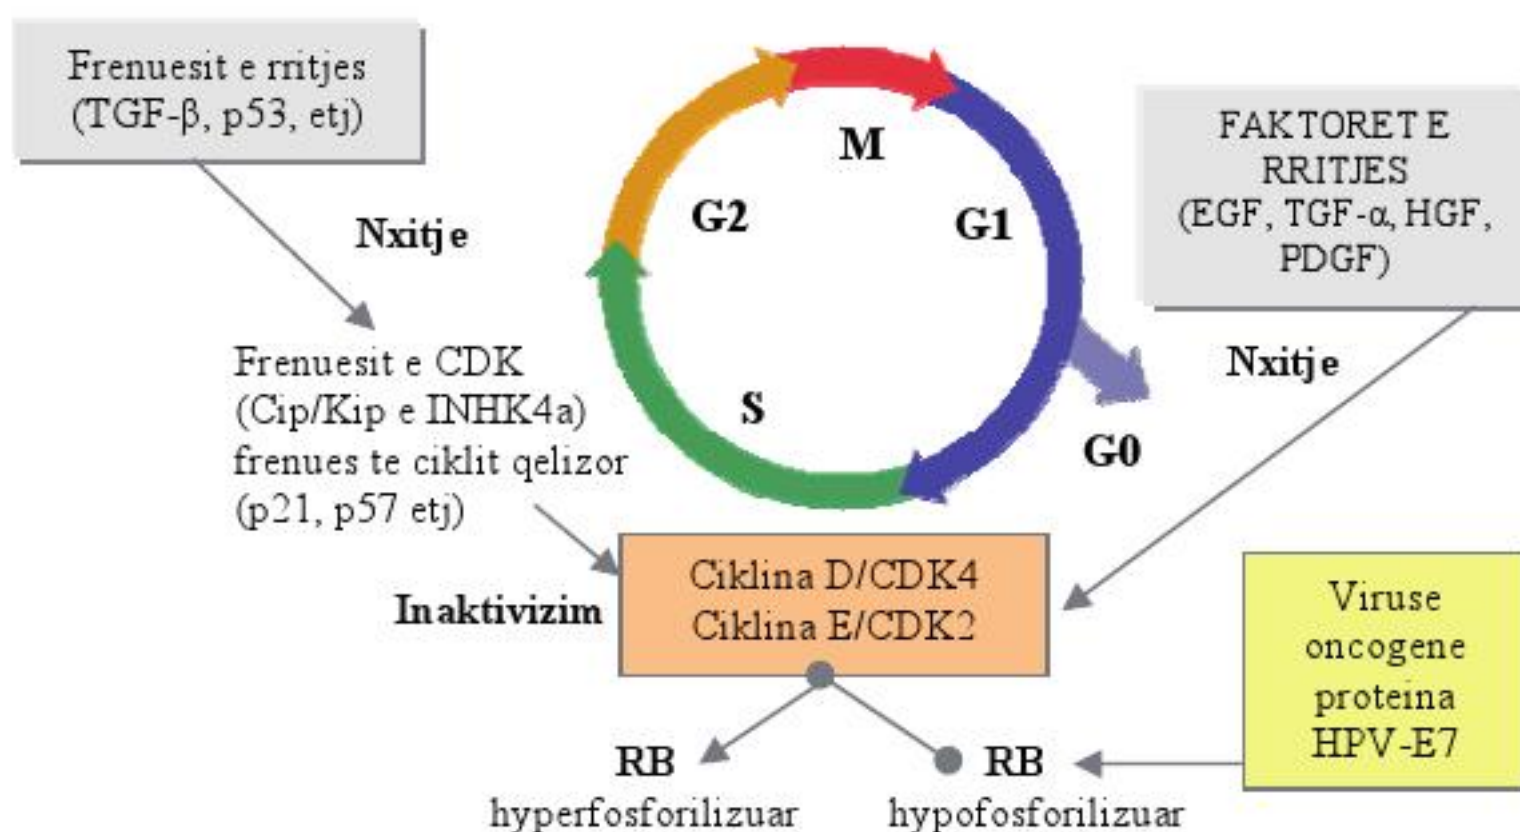 Frenuesit e rritjes
(TGF-β, p53, etj)
Nxitje
Frenuesit e CDK
(Cip/Kip e INHK4a)
frenues te ciklit qelizor
(p21, p57 etj)
Inaktivizim
M
G2
G1
S
G0
FAKTORET E
RRITJES
(EGF, TGF-α, HGF,
PDGF)
Nxitje
Ciklina D/CDK4
Ciklina E/CDK2
Viruse
oncogene
proteina
HPV-E7
RB
hyperfosforilizuar
RB
hypofosforilizuar